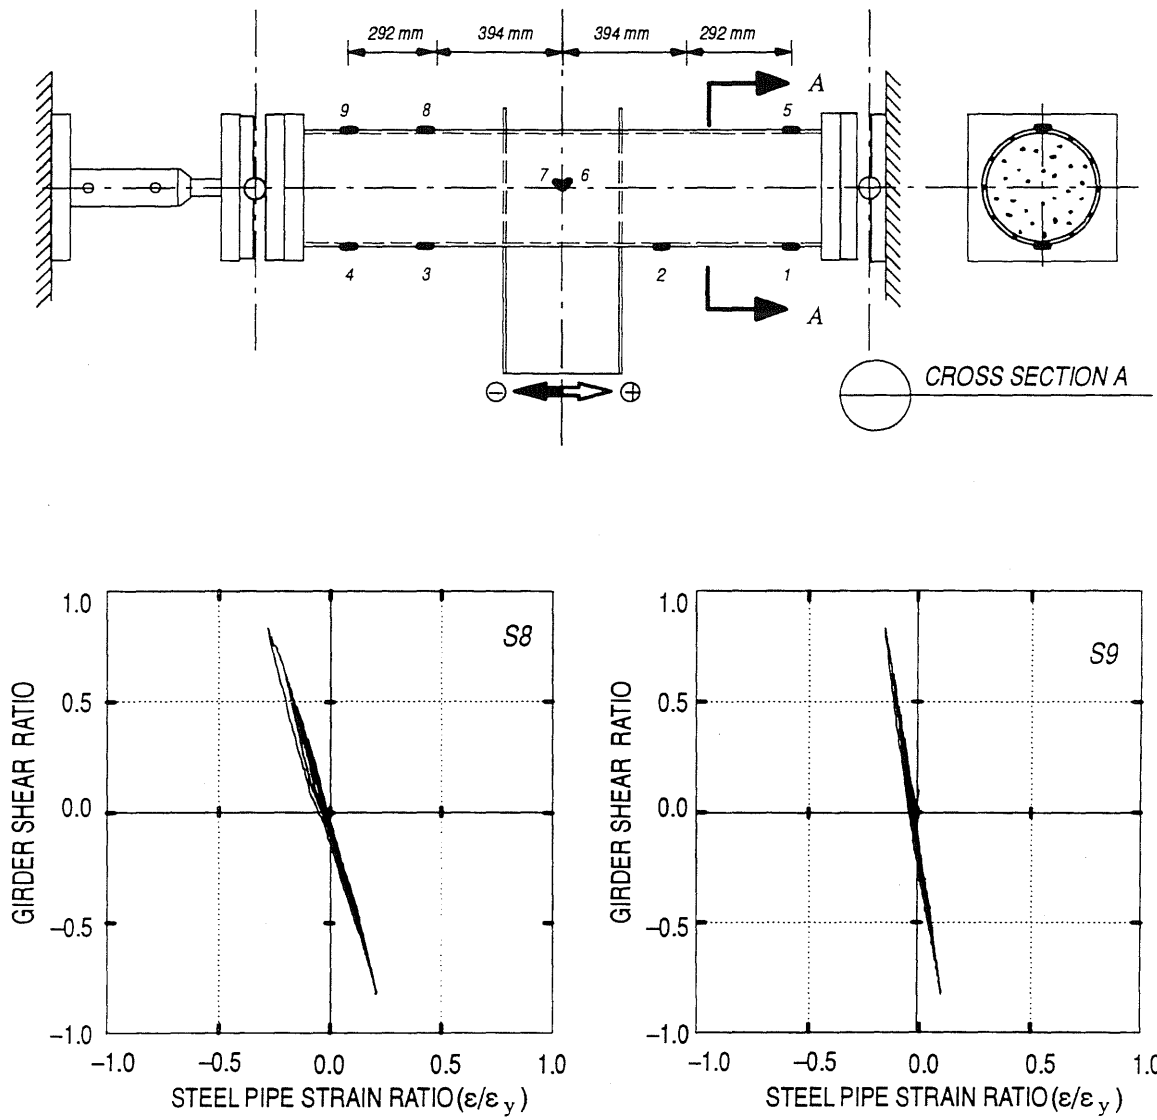 292 mm 394 mm 394 mm 292 mm
A
9 8 5
7 6
4 3 2 1
A
− +
CROSS SECTION A
S8
1.0
0.5
0.0
−0.5
−1.0
−1.0 −0.5 0.0 0.5 1.0
GIRDER SHEAR RATIO
STEEL PIPE STRAIN RATIO (ε/εy)
S9
1.0
0.5
0.0
−0.5
−1.0
−1.0 −0.5 0.0 0.5 1.0
GIRDER SHEAR RATIO
STEEL PIPE STRAIN RATIO (ε/εy)